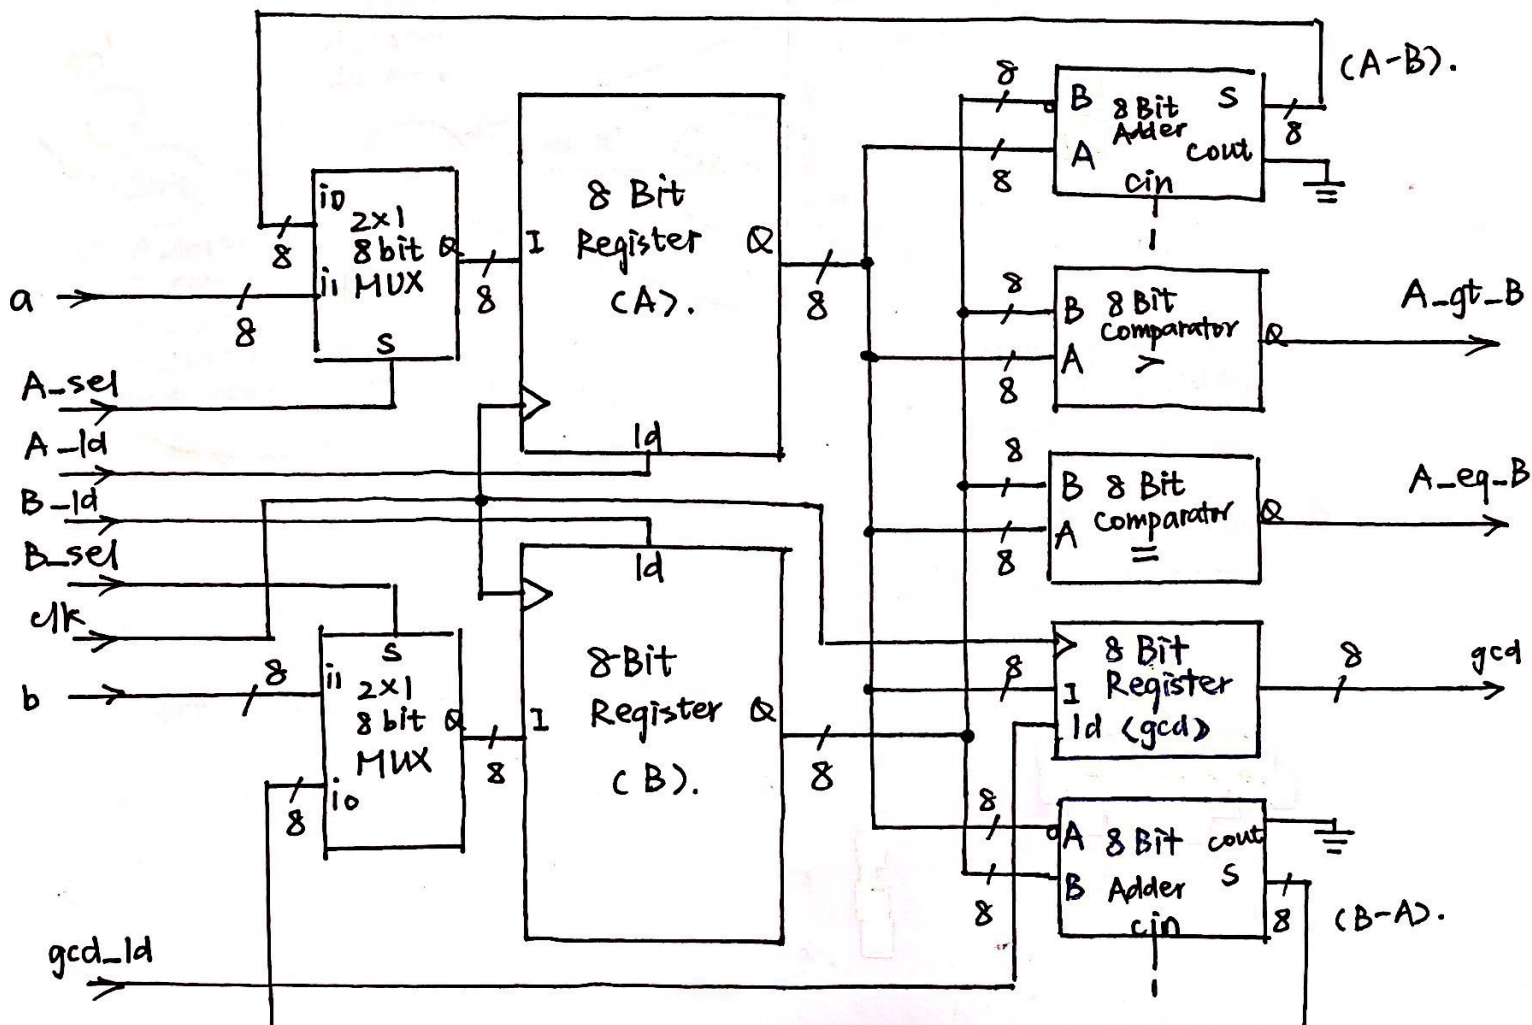 (A-B).
8
B 8 Bit S
Adder
A cout
8
8
cin
1
i0
2x1
8 bit Q
i1 MUX
S
8
8
8
a
8 Bit
I Register Q
(A).
ld
8
8
B 8 Bit
comparator Q
A >
8
A_gt_B
A_sel
A_ld
B_ld
B_sel
clk
b
8
B 8 Bit
comparator Q
A =
8
A_eq_B
ld
8-Bit
I Register Q
(B).
8
S
i1 2x1
8 bit Q
MUX
i0
8
8
8
8 Bit
I Register
ld (gcd)
8
8
gcd
8
A 8 Bit cout
B Adder S
cin
1
8
8
(B-A).
gcd_ld